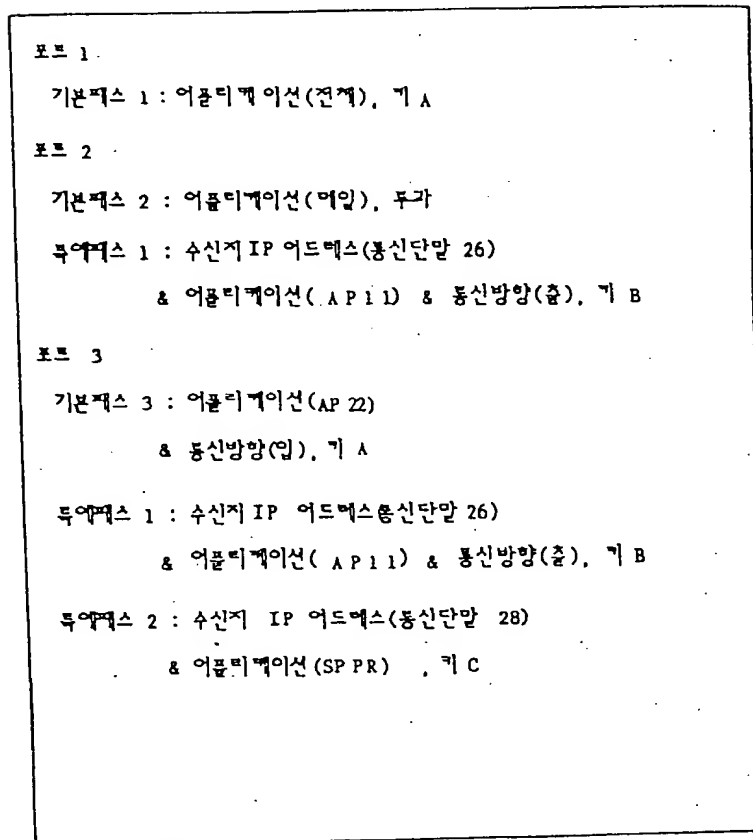 포트 1
기본패스 1 : 어플리케이션(전체), 키 A
포트 2
기본패스 2 : 어플리케이션(메일), 투과
특예패스 1 : 수신지 IP 어드레스(통신단말 26)
& 어플리케이션( AP11) & 통신방향(출), 키 B
포트 3
기본패스 3 : 어플리케이션(AP 22)
& 통신방향(입), 키 A
특예패스 1 : 수신지 IP 어드레스(통신단말 26)
& 어플리케이션( AP11) & 통신방향(출), 키 B
특예패스 2 : 수신지 IP 어드레스(통신단말 28)
& 어플리케이션(SPPR) , 키 C